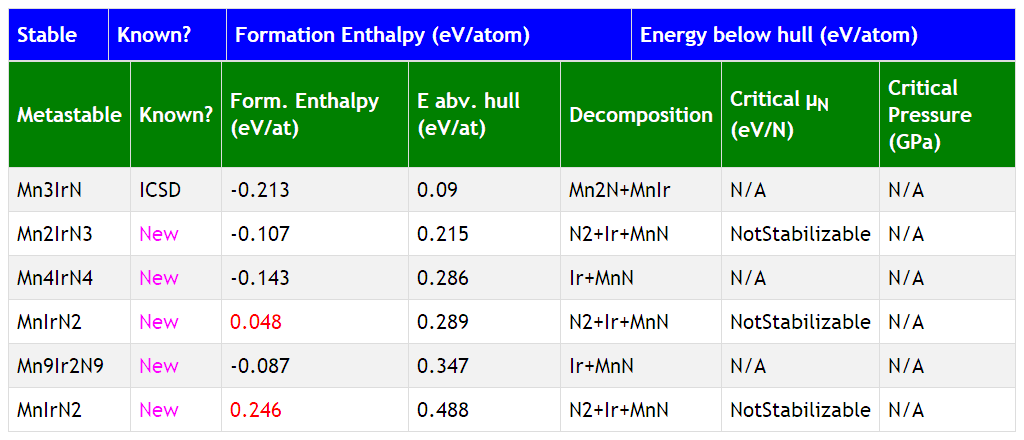 Stable Known? Formation Enthalpy (eV/atom) Energy below hull (eV/atom)
Metastable Known? Form. Enthalpy (eV/at) E abv. hull (eV/at) Decomposition Critical μN (eV/N) Critical Pressure (GPa)
Mn3IrN ICSD -0.213 0.09 Mn2N+MnIr N/A N/A
Mn2IrN3 New -0.107 0.215 N2+Ir+MnN NotStabilizable N/A
Mn4IrN4 New -0.143 0.286 Ir+MnN N/A N/A
MnIrN2 New 0.048 0.289 N2+Ir+MnN NotStabilizable N/A
Mn9Ir2N9 New -0.087 0.347 Ir+MnN N/A N/A
MnIrN2 New 0.246 0.488 N2+Ir+MnN NotStabilizable N/A